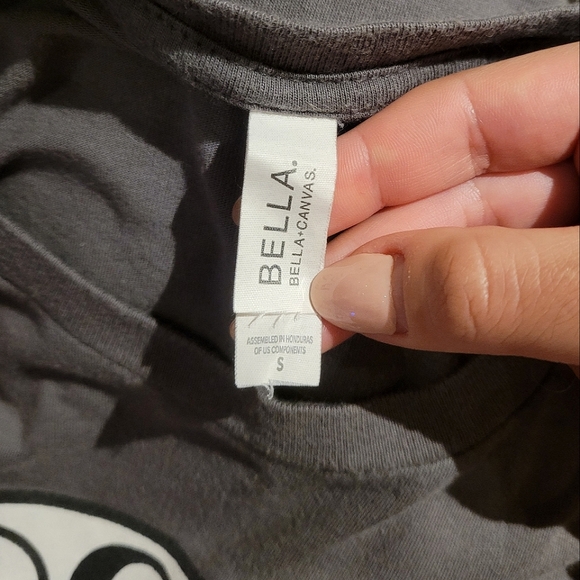 BELLA®
BELLA+CANVAS.
ASSEMBLED IN HONDURAS
OF US COMPONENTS
S